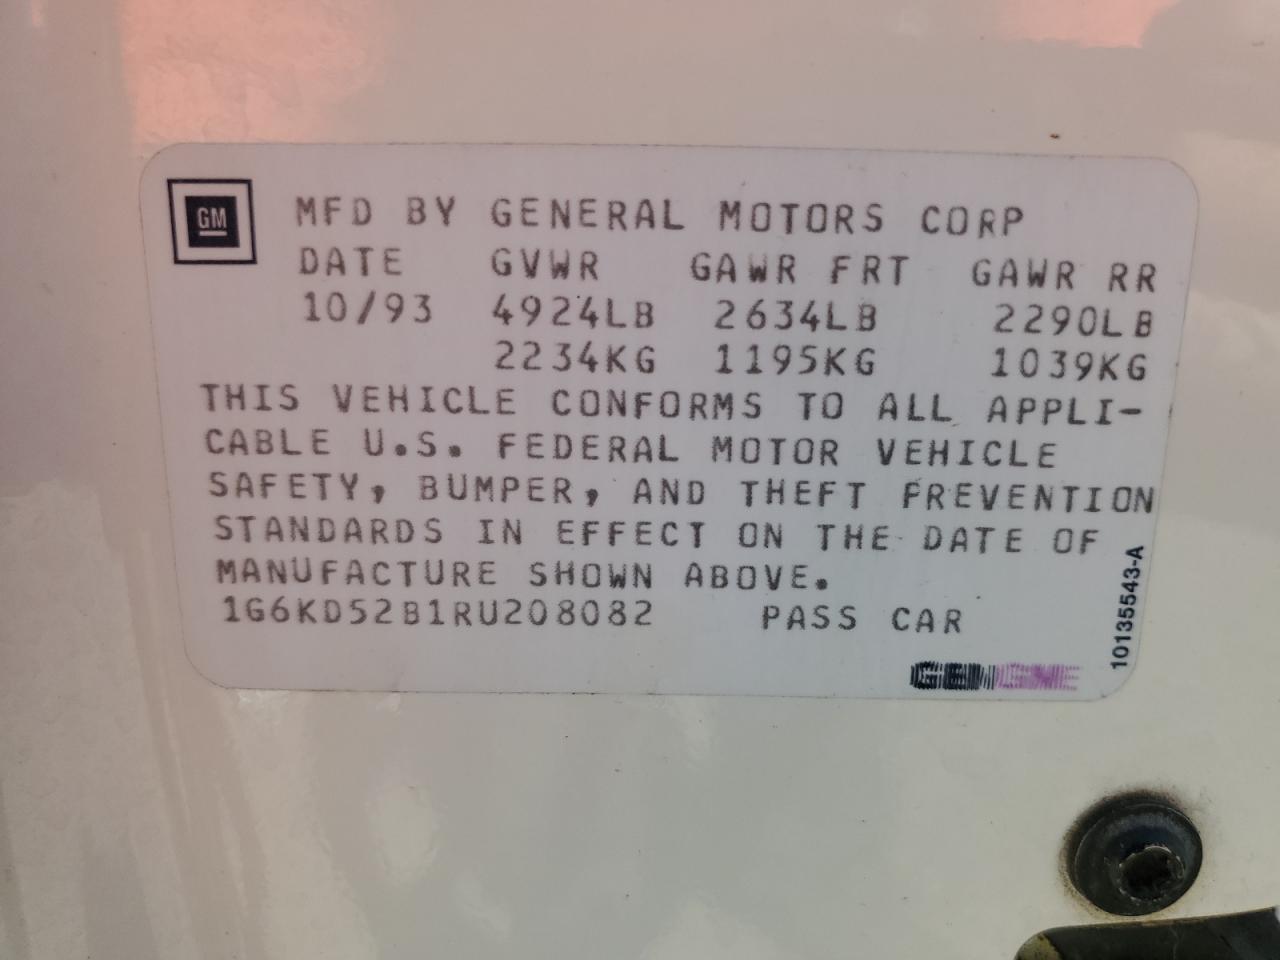 GM
MFD BY GENERAL MOTORS CORP
DATE GVWR GAWR FRT GAWR RR
10/93 4924LB 2634LB 2290LB
2234KG 1195KG 1039KG
THIS VEHICLE CONFORMS TO ALL APPLI-
CABLE U.S. FEDERAL MOTOR VEHICLE
SAFETY, BUMPER, AND THEFT PREVENTION
STANDARDS IN EFFECT ON THE DATE OF
MANUFACTURE SHOWN ABOVE.
1G6KD52B1RU208082 PASS CAR
10135543-A